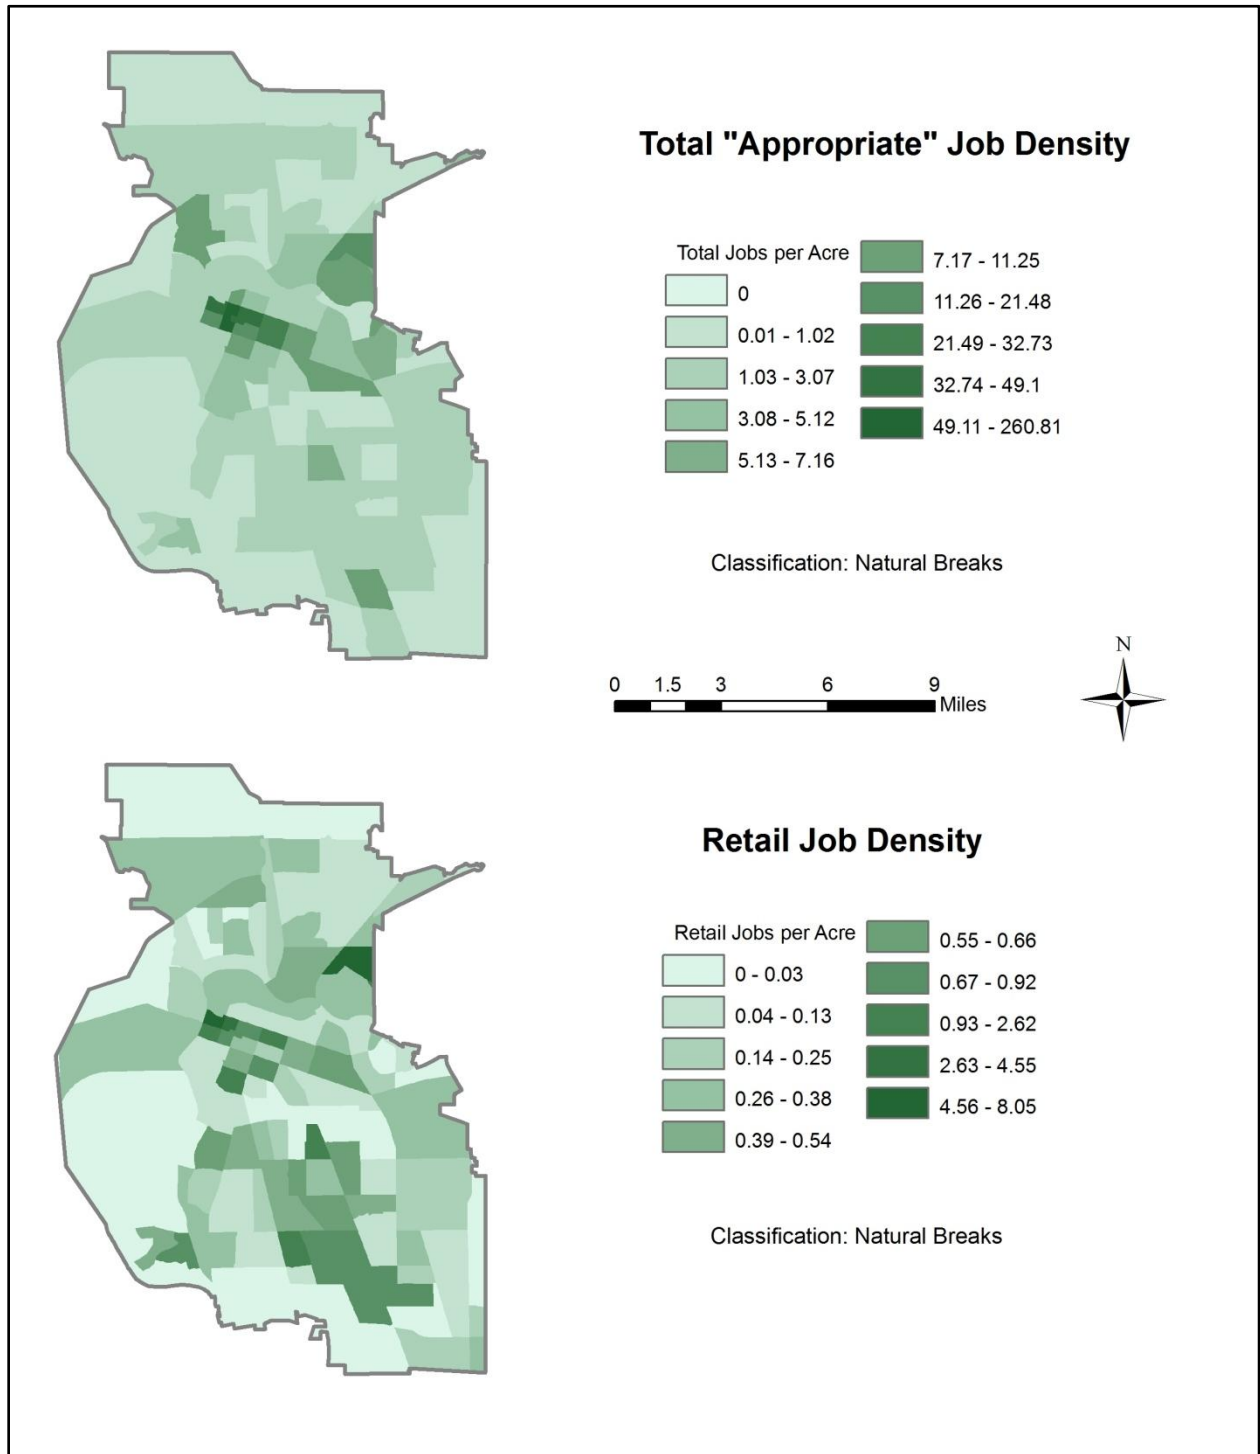 Total "Appropriate" Job Density
Total Jobs per Acre
0
0.01 - 1.02
1.03 - 3.07
3.08 - 5.12
5.13 - 7.16
7.17 - 11.25
11.26 - 21.48
21.49 - 32.73
32.74 - 49.1
49.11 - 260.81
Classification: Natural Breaks
0 1.5 3 6 9
Miles
N
Retail Job Density
Retail Jobs per Acre
0 - 0.03
0.04 - 0.13
0.14 - 0.25
0.26 - 0.38
0.39 - 0.54
0.55 - 0.66
0.67 - 0.92
0.93 - 2.62
2.63 - 4.55
4.56 - 8.05
Classification: Natural Breaks